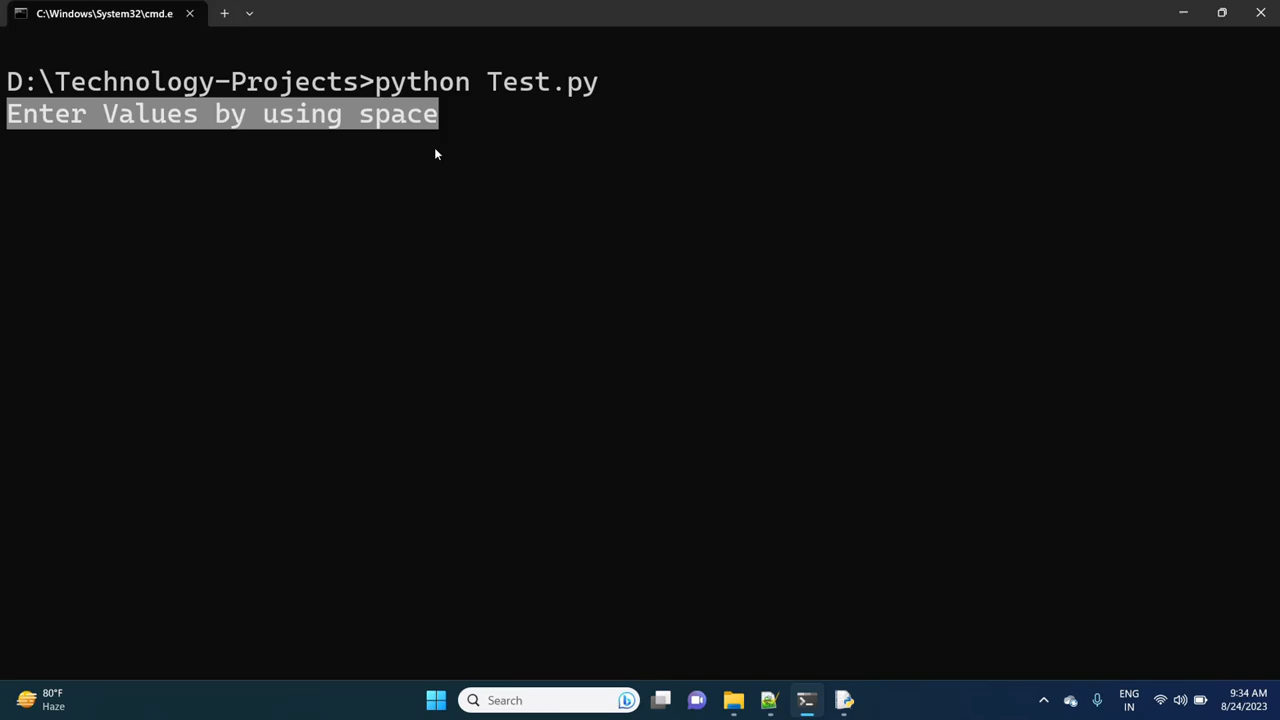 C:\Windows\System32\cmd.e
D:\Technology-Projects>python Test.py
Enter Values by using space
80°F
Haze
Search
ENG
IN
9:34 AM
8/24/2023